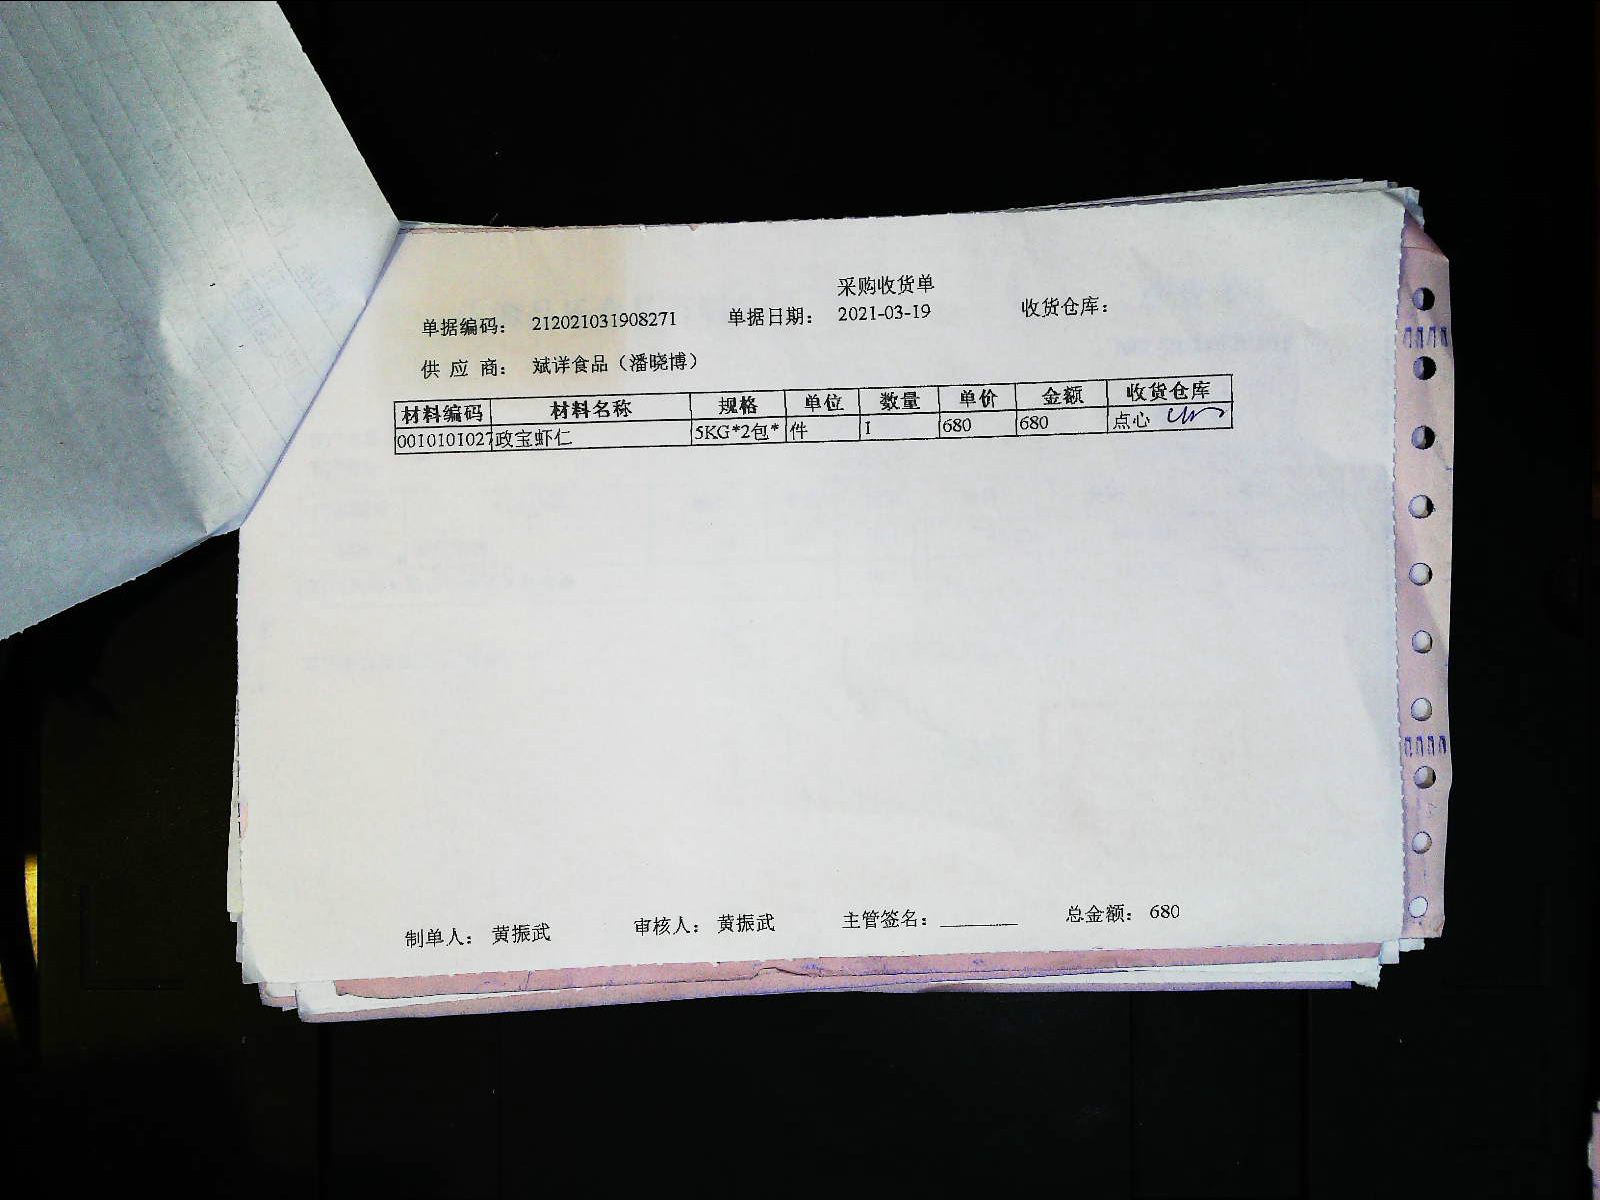 采购收货单
单据编码： 212021031908271 单据日期： 2021-03-19 收货仓库：
供 应 商： 斌详食品（潘晓博）
材料编码 材料名称 规格 单位 数量 单价 金额 收货仓库
0010101027 政宝虾仁 5KG*2包* 件 1 680 680 点心
制单人： 黄振武 审核人： 黄振武 主管签名： 总金额： 680